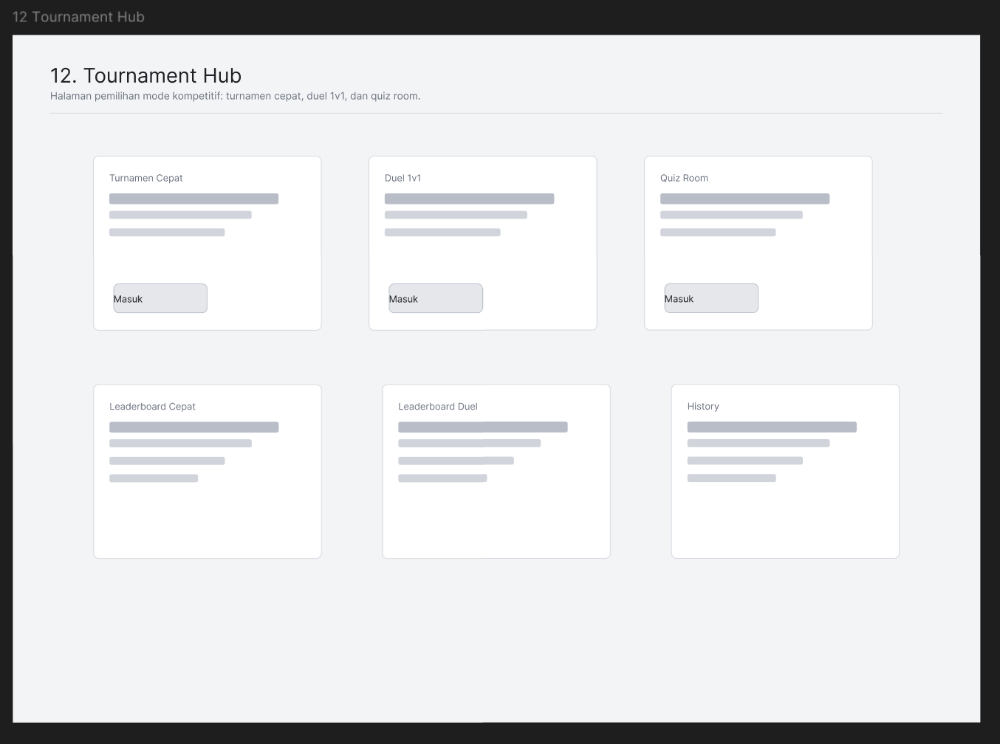 12 Tournament Hub
12. Tournament Hub
Halaman pemilihan mode kompetitif: turnamen cepat, duel 1v1, dan quiz room.
Turnamen Cepat
Masuk
Duel 1v1
Masuk
Quiz Room
Masuk
Leaderboard Cepat
Leaderboard Duel
History